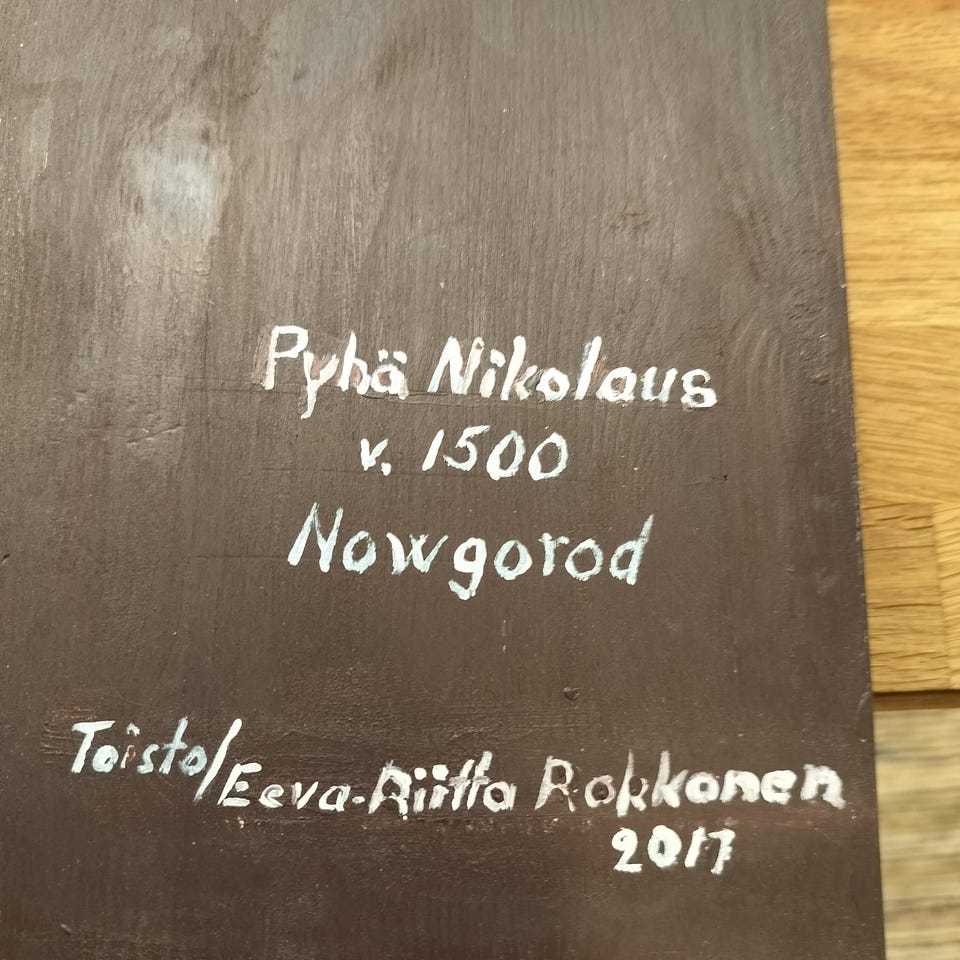 Pyhä Nikolaus
v. 1500
Nowgorod
Toisto/Eeva-Riitta Rokkonen
2017